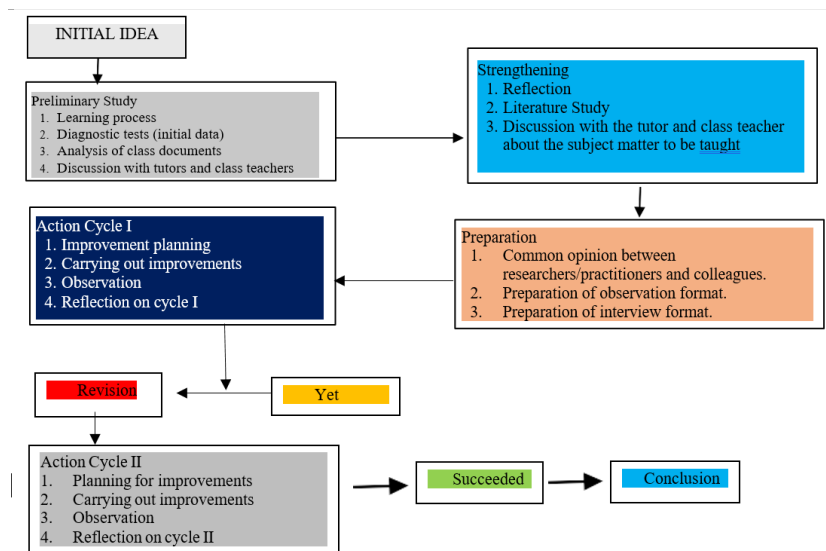 INITIAL IDEA
Preliminary Study
1. Learning process
2. Diagnostic tests (initial data)
3. Analysis of class documents
4. Discussion with tutors and class teachers
Strengthening
1. Reflection
2. Literature Study
3. Discussion with the tutor and class teacher
about the subject matter to be taught
Preparation
1. Common opinion between
researchers/practitioners and colleagues.
2. Preparation of observation format.
3. Preparation of interview format.
Action Cycle I
1. Improvement planning
2. Carrying out improvements
3. Observation
4. Reflection on cycle I
Revision
Yet
Action Cycle II
1. Planning for improvements
2. Carrying out improvements
3. Observation
4. Reflection on cycle II
Succeeded
Conclusion